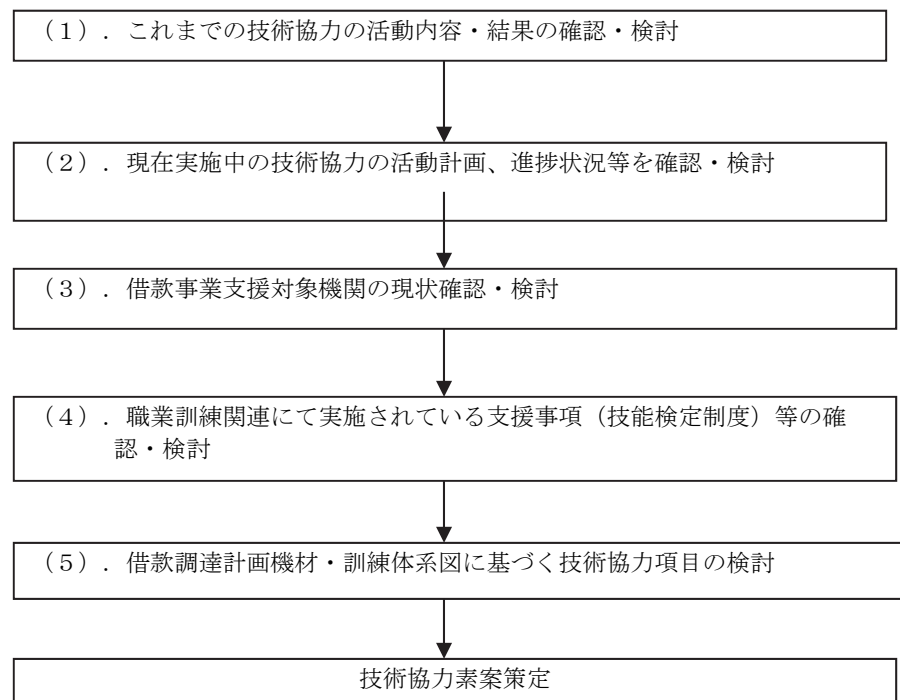 （１）．これまでの技術協力の活動内容・結果の確認・検討
（２）．現在実施中の技術協力の活動計画、進捗状況等を確認・検討
（３）．借款事業支援対象機関の現状確認・検討
（４）．職業訓練関連にて実施されている支援事項（技能検定制度）等の確
認・検討
（５）．借款調達計画機材・訓練体系図に基づく技術協力項目の検討
技術協力素案策定